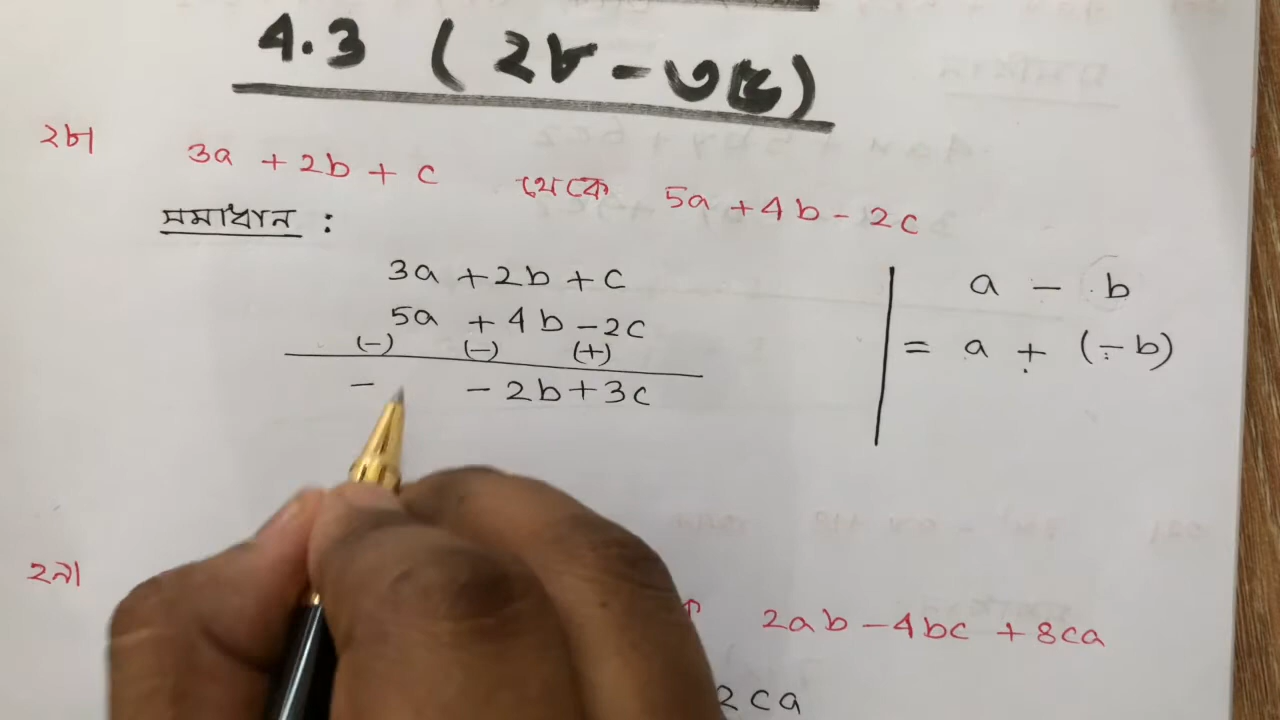 4.3 (২৮ - ৩৫)
২৮। 3a + 2b + c থেকে 5a + 4b - 2c
সমাধান :
3a + 2b + c
5a + 4b - 2c
(-) (-) (+)
- - 2b + 3c
a - b
= a + (-b)
২৯। 2ab - 4bc + 8ca
2ca